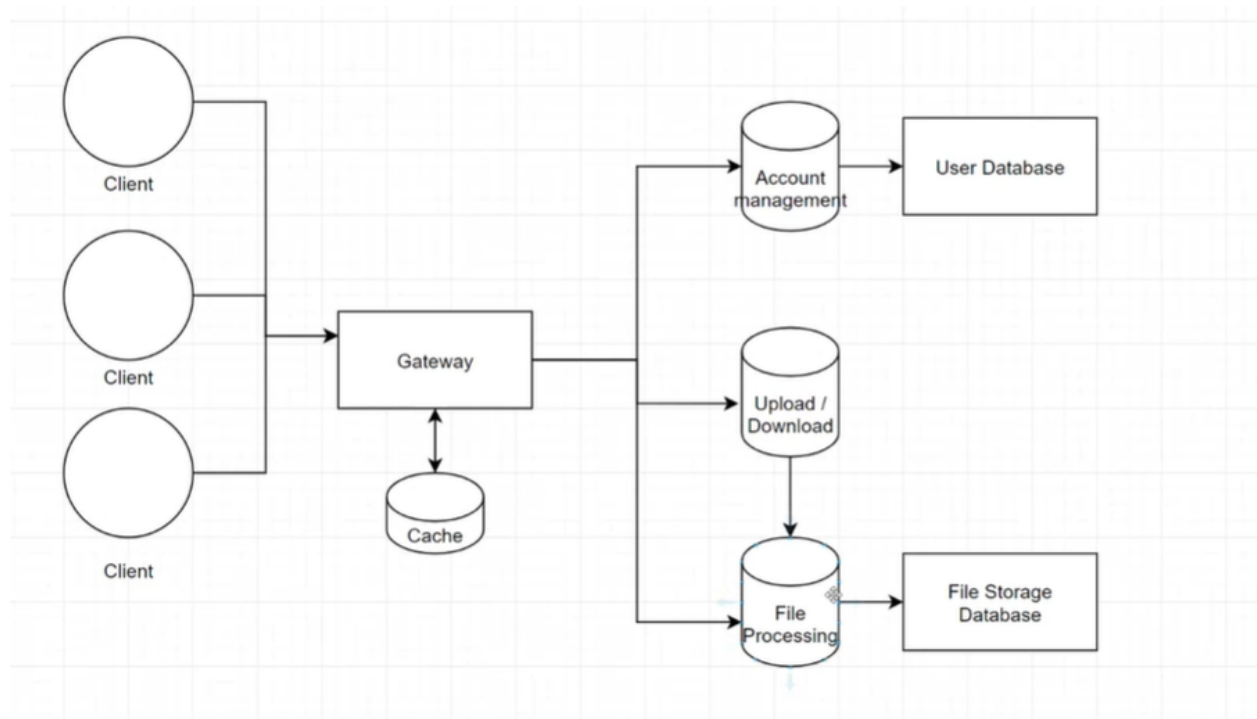 Client
Client
Client
Gateway
Cache
Account
management
User Database
Upload /
Download
File
Processing
File Storage
Database